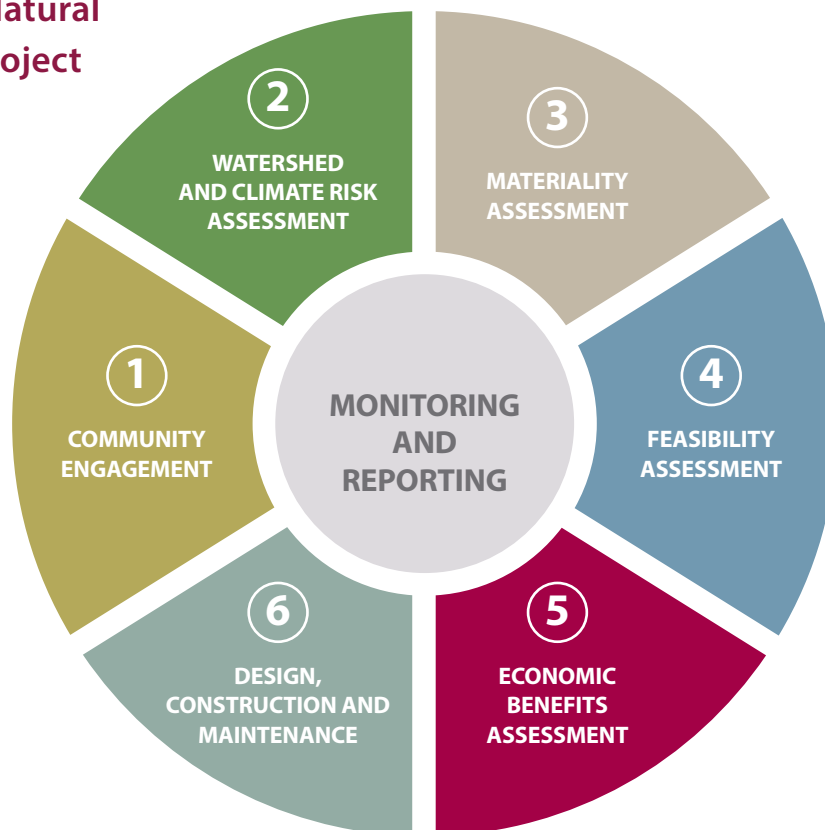 oject
1
COMMUNITY
ENGAGEMENT
2
WATERSHED
AND CLIMATE RISK
ASSESSMENT
3
MATERIALITY
ASSESSMENT
4
FEASIBILITY
ASSESSMENT
5
ECONOMIC
BENEFITS
ASSESSMENT
6
DESIGN,
CONSTRUCTION AND
MAINTENANCE
MONITORING
AND
REPORTING